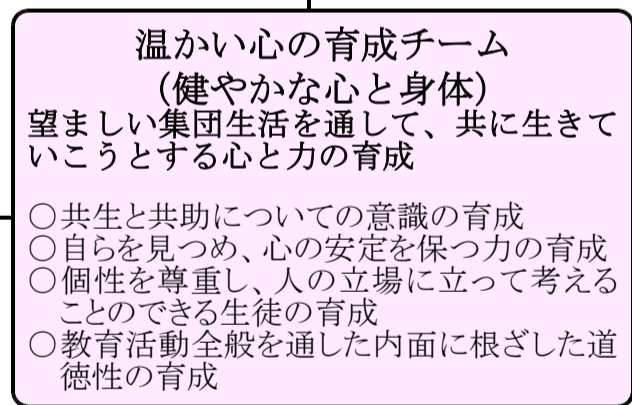 温かい心の育成チーム
(健やかな心と身体)
望ましい集団生活を通して、共に生きて
いこうとする心と力の育成
○共生と共助についての意識の育成
○自らを見つめ、心の安定を保つ力の育成
○個性を尊重し、人の立場に立って考える
ことのできる生徒の育成
○教育活動全般を通した内面に根ざした道
徳性の育成